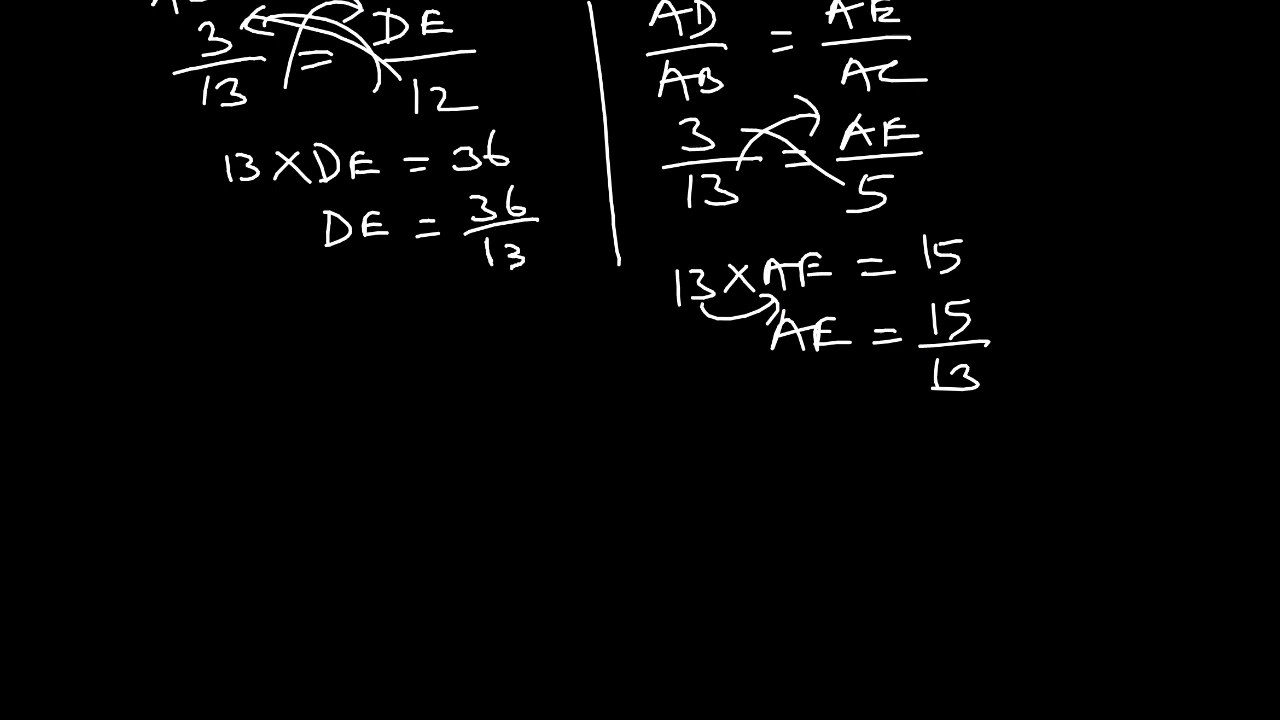 3/13 = DE/12
13 × DE = 36
DE = 36/13
AD/AB = AE/AC
3/13 = AE/5
13 × AE = 15
AE = 15/13